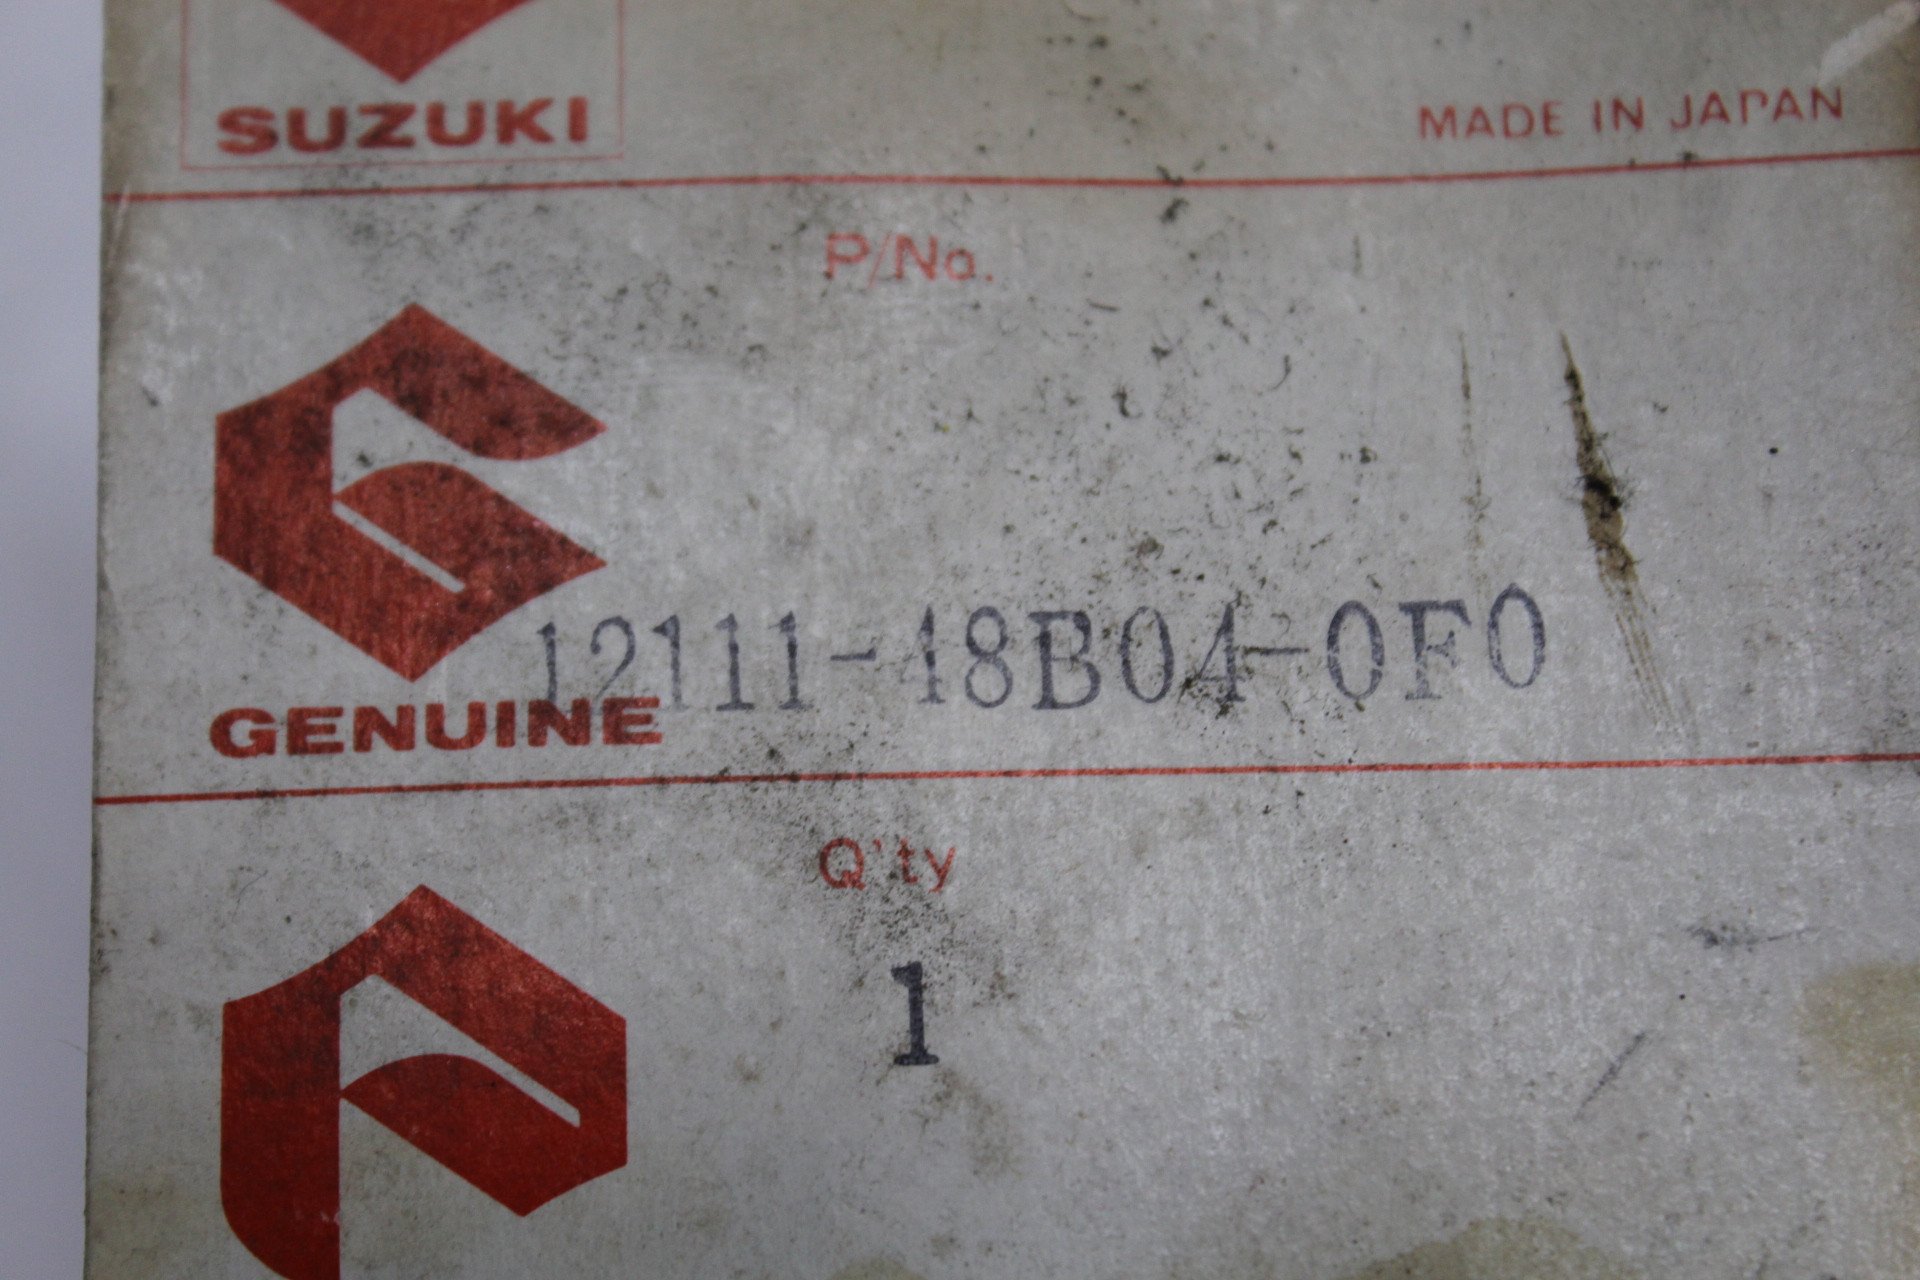 SUZUKI
MADE IN JAPAN
P/No.
12111-48B04-0F0
GENUINE
Q'ty
1